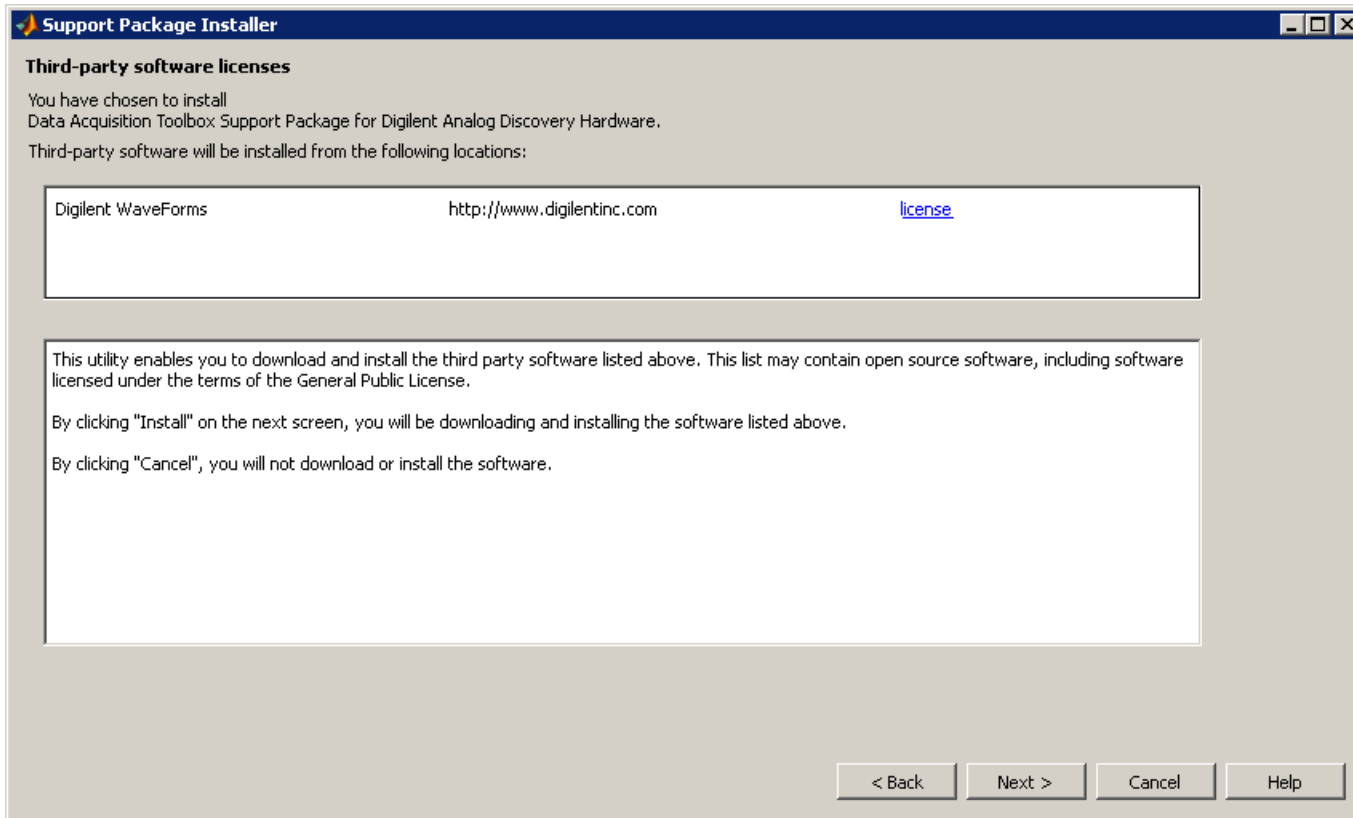 Support Package Installer
Third-party software licenses
You have chosen to install
Data Acquisition Toolbox Support Package for Digilent Analog Discovery Hardware.
Third-party software will be installed from the following locations:
Digilent WaveForms http://www.digilentinc.com license
This utility enables you to download and install the third party software listed above. This list may contain open source software, including software
licensed under the terms of the General Public License.
By clicking "Install" on the next screen, you will be downloading and installing the software listed above.
By clicking "Cancel", you will not download or install the software.
< Back Next > Cancel Help